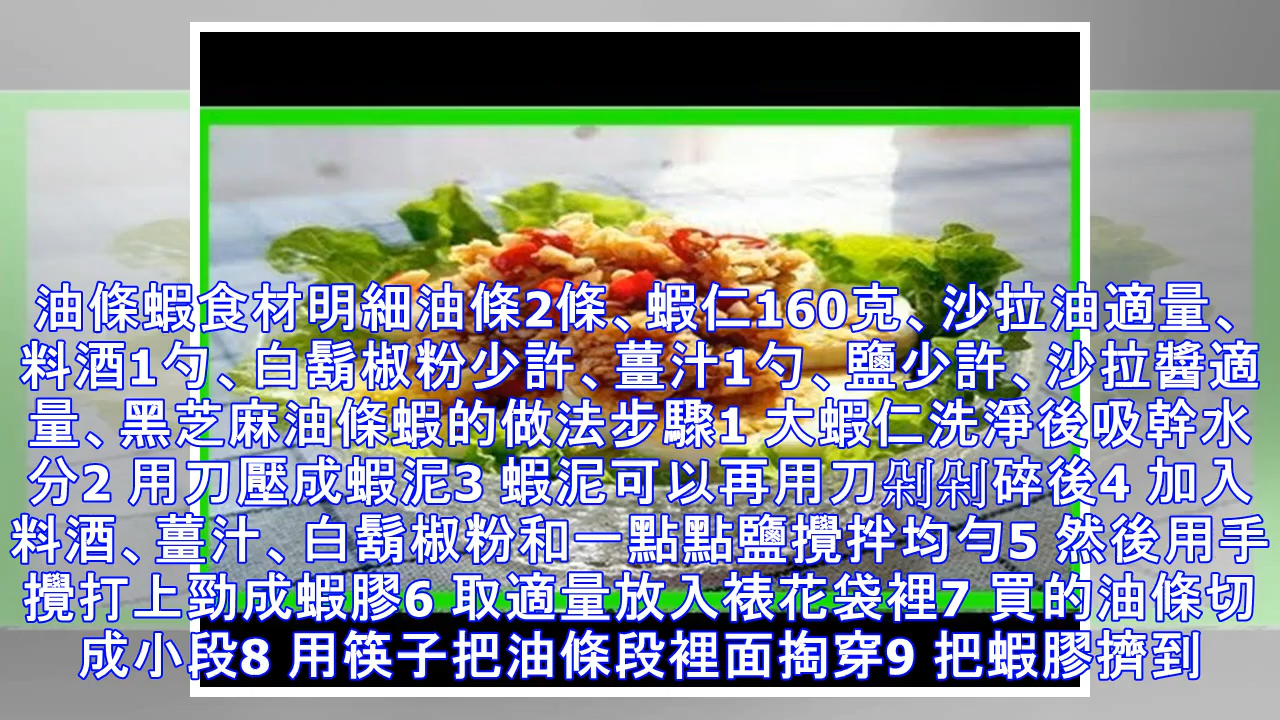 油條蝦食材明細油條2條、蝦仁160克、沙拉油適量、
料酒1勺、白鬍椒粉少許、薑汁1勺、鹽少許、沙拉醬適
量、黑芝麻油條蝦的做法步驟1 大蝦仁洗淨後吸幹水
分2 用刀壓成蝦泥3 蝦泥可以再用刀剁剁碎後4 加入
料酒、薑汁、白鬍椒粉和一點點鹽攪拌均勻5 然後用手
攪打上勁成蝦膠6 取適量放入裱花袋裡7 買的油條切
成小段8 用筷子把油條段裡面掏穿9 把蝦膠擠到